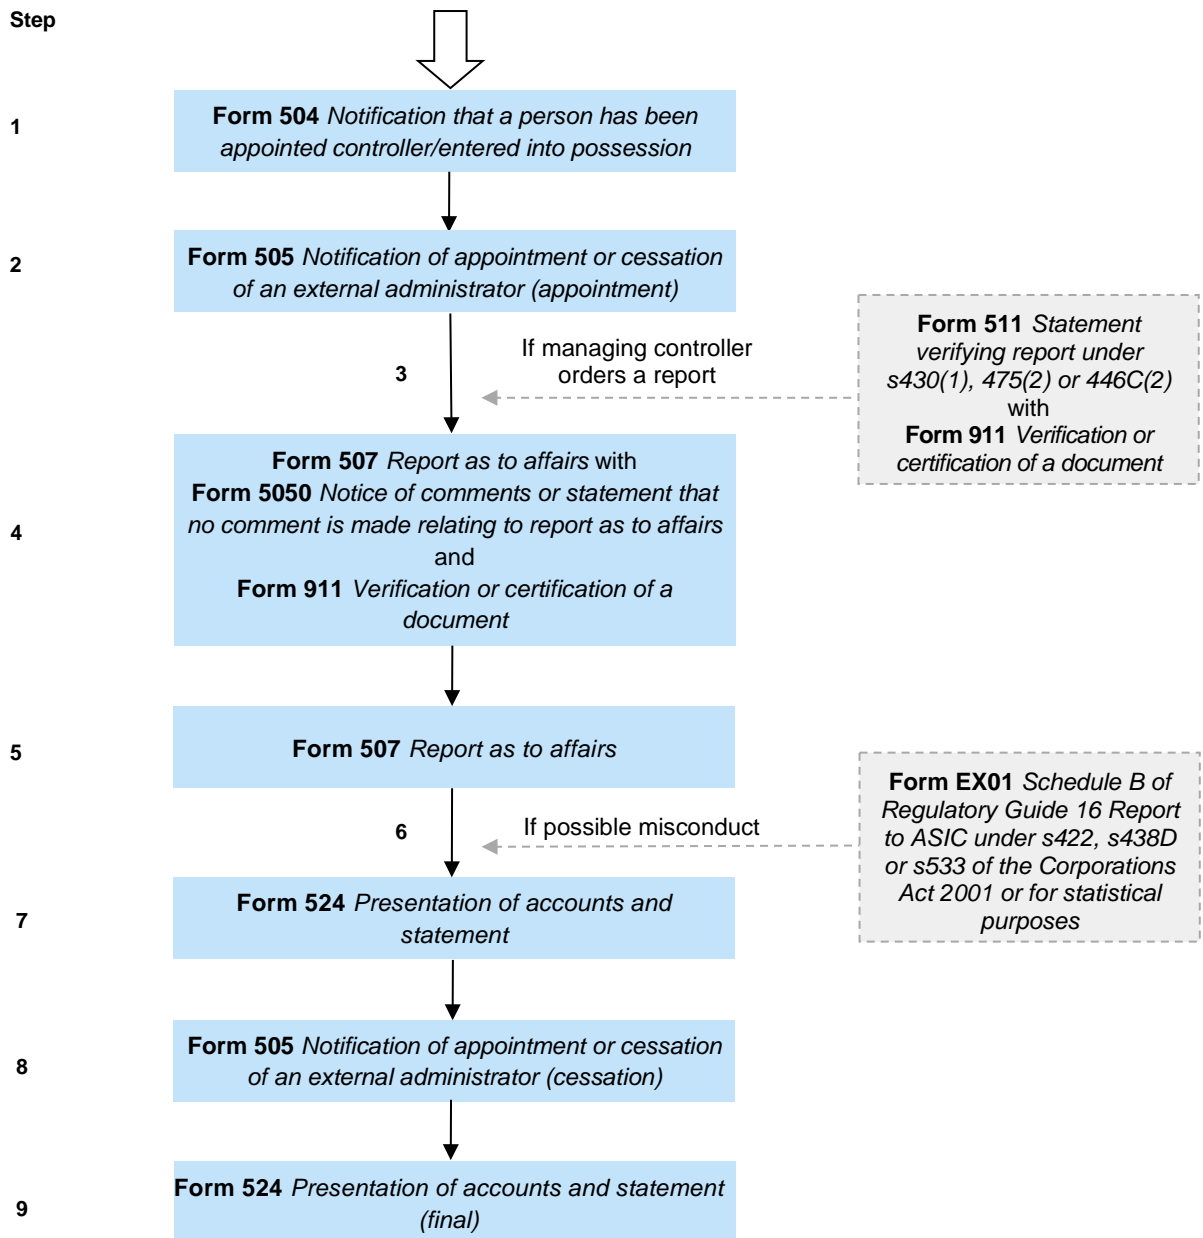 Step
1
Form 504 Notification that a person has been
appointed controller/entered into possession
2
Form 505 Notification of appointment or cessation
of an external administrator (appointment)
3
If managing controller
orders a report
Form 511 Statement
verifying report under
s430(1), 475(2) or 446C(2)
with
Form 911 Verification or
certification of a document
4
Form 507 Report as to affairs with
Form 5050 Notice of comments or statement that
no comment is made relating to report as to affairs
and
Form 911 Verification or certification of a
document
5
Form 507 Report as to affairs
6
If possible misconduct
Form EX01 Schedule B of
Regulatory Guide 16 Report
to ASIC under s422, s438D
or s533 of the Corporations
Act 2001 or for statistical
purposes
7
Form 524 Presentation of accounts and
statement
8
Form 505 Notification of appointment or cessation
of an external administrator (cessation)
9
Form 524 Presentation of accounts and statement
(final)